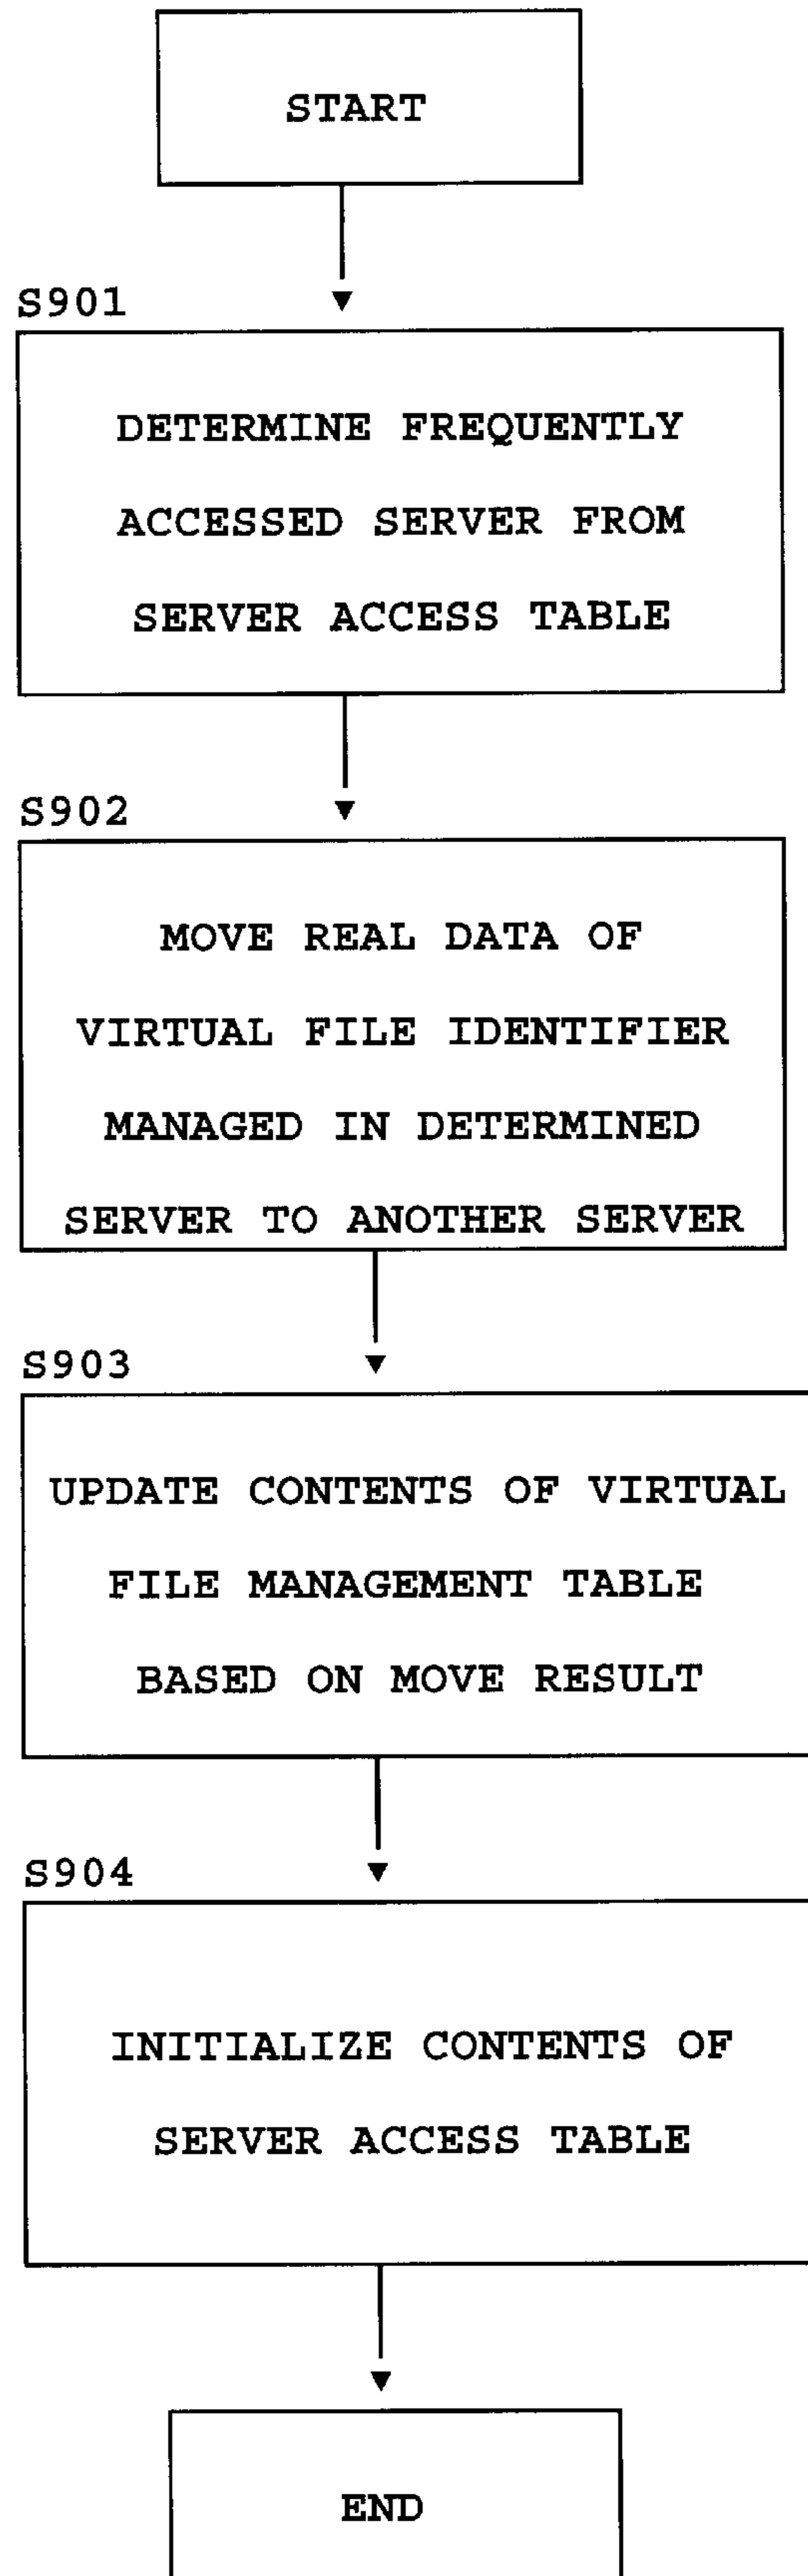 START
S901
DETERMINE FREQUENTLY
ACCESSED SERVER FROM
SERVER ACCESS TABLE
S902
MOVE REAL DATA OF
VIRTUAL FILE IDENTIFIER
MANAGED IN DETERMINED
SERVER TO ANOTHER SERVER
S903
UPDATE CONTENTS OF VIRTUAL
FILE MANAGEMENT TABLE
BASED ON MOVE RESULT
S904
INITIALIZE CONTENTS OF
SERVER ACCESS TABLE
END